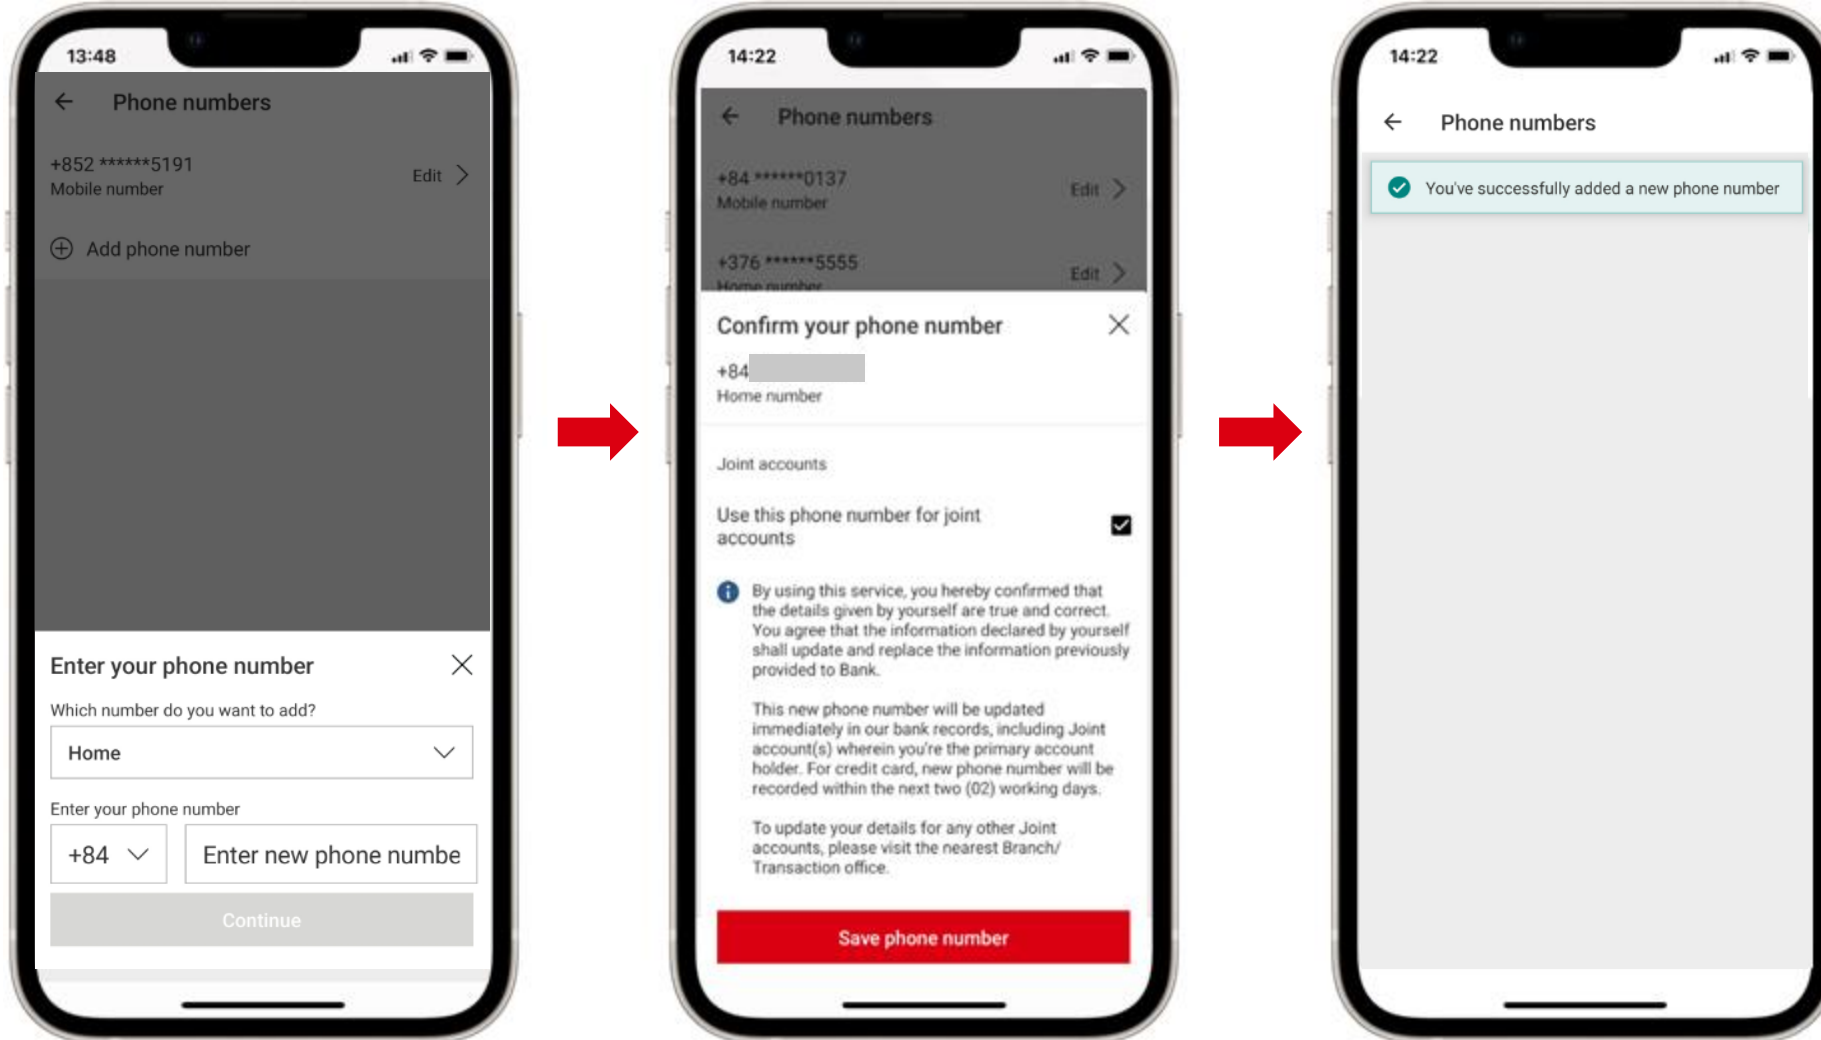 13:48
Phone numbers
+852 ******5191
Mobile number
Edit
Add phone number
Enter your phone number
Which number do you want to add?
Home
Enter your phone number
+84
Enter new phone numbe
Continue
14:22
Phone numbers
+84 ******0137
Mobile number
Edit
+376 ******5555
Home number
Edit
Confirm your phone number
+84
Home number
Joint accounts
Use this phone number for joint
accounts
By using this service, you hereby confirmed that
the details given by yourself are true and correct.
You agree that the information declared by yourself
shall update and replace the information previously
provided to Bank.
This new phone number will be updated
immediately in our bank records, including Joint
account(s) wherein you're the primary account
holder. For credit card, new phone number will be
recorded within the next two (02) working days.
To update your details for any other Joint
accounts, please visit the nearest Branch/
Transaction office.
Save phone number
14:22
Phone numbers
You've successfully added a new phone number